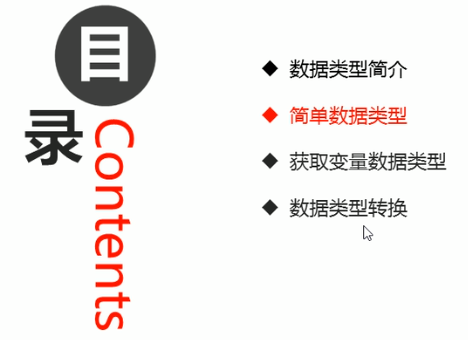 目录
Contents
◆ 数据类型简介
◆ 简单数据类型
◆ 获取变量数据类型
◆ 数据类型转换